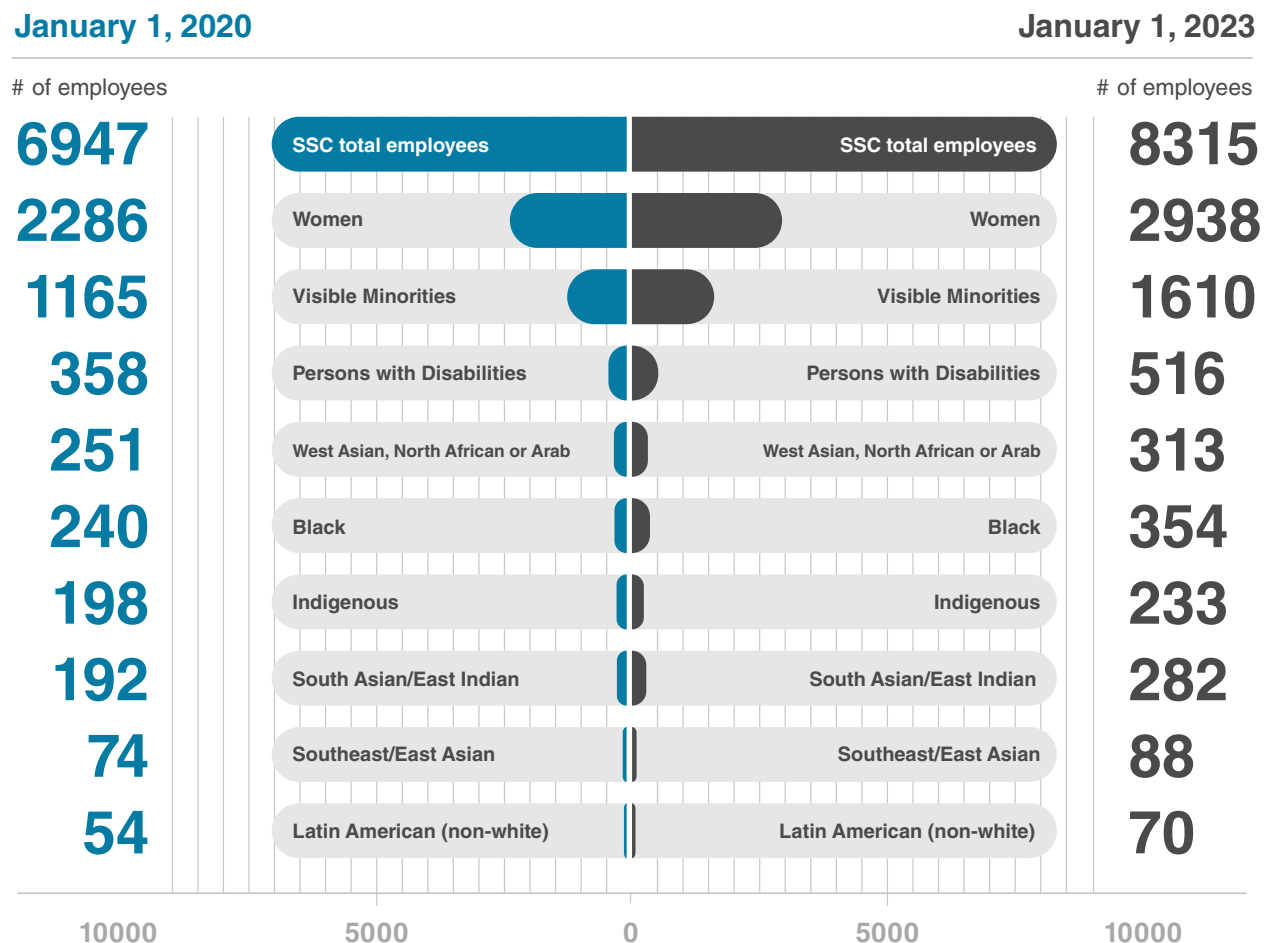 January 1, 2020 January 1, 2023
# of employees # of employees
6947 SSC total employees SSC total employees 8315
2286 Women Women 2938
1165 Visible Minorities Visible Minorities 1610
358 Persons with Disabilities Persons with Disabilities 516
251 West Asian, North African or Arab West Asian, North African or Arab 313
240 Black Black 354
198 Indigenous Indigenous 233
192 South Asian/East Indian South Asian/East Indian 282
74 Southeast/East Asian Southeast/East Asian 88
54 Latin American (non-white) Latin American (non-white) 70
10000 5000 0 5000 10000